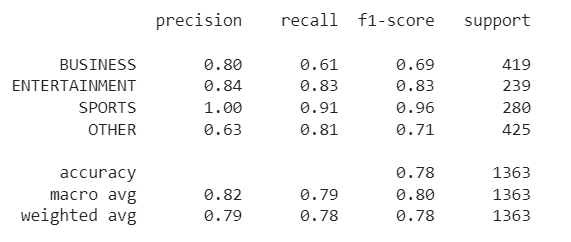 precision recall f1-score support
BUSINESS 0.80 0.61 0.69 419
ENTERTAINMENT 0.84 0.83 0.83 239
SPORTS 1.00 0.91 0.96 280
OTHER 0.63 0.81 0.71 425
accuracy 0.78 1363
macro avg 0.82 0.79 0.80 1363
weighted avg 0.79 0.78 0.78 1363